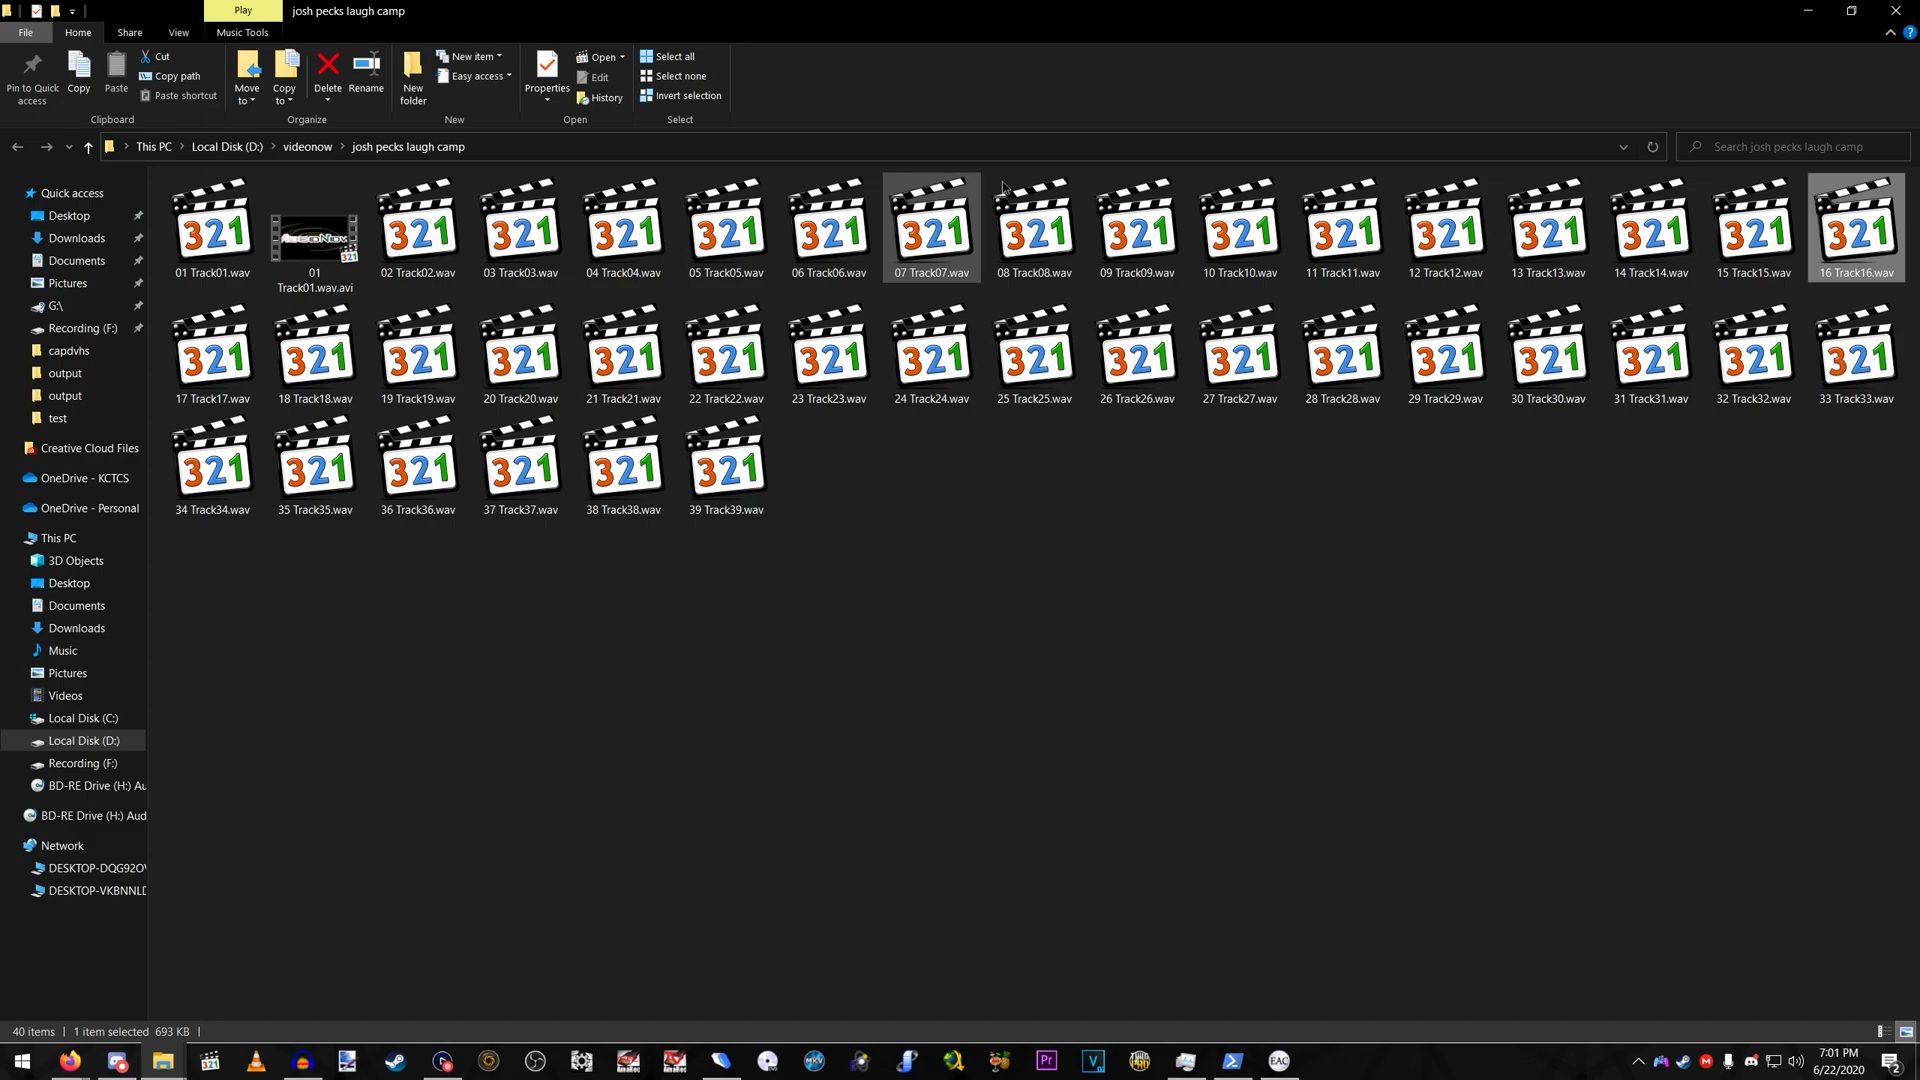 Play
josh pecks laugh camp
File
Home
Share
View
Music Tools
Pin to Quick
access
Copy
Paste
Cut
Copy path
Paste shortcut
Clipboard
Move
to
Copy
to
Delete
Rename
Organize
New
folder
New item
Easy access
New
Properties
Open
Edit
History
Open
Select all
Select none
Invert selection
Select
This PC
Local Disk (D:)
videonow
josh pecks laugh camp
Search josh pecks laugh camp
Quick access
Desktop
Downloads
Documents
Pictures
G:\
Recording (F:)
capdvhs
output
output
test
Creative Cloud Files
OneDrive - KCTCS
OneDrive - Personal
This PC
3D Objects
Desktop
Documents
Downloads
Music
Pictures
Videos
Local Disk (C:)
Local Disk (D:)
Recording (F:)
BD-RE Drive (H:) Au
BD-RE Drive (H:) Aud
Network
DESKTOP-DQG92OV
DESKTOP-VKBNNLD
01 Track01.wav
01
Track01.wav.avi
02 Track02.wav
03 Track03.wav
04 Track04.wav
05 Track05.wav
06 Track06.wav
07 Track07.wav
08 Track08.wav
09 Track09.wav
10 Track10.wav
11 Track11.wav
12 Track12.wav
13 Track13.wav
14 Track14.wav
15 Track15.wav
16 Track16.wav
17 Track17.wav
18 Track18.wav
19 Track19.wav
20 Track20.wav
21 Track21.wav
22 Track22.wav
23 Track23.wav
24 Track24.wav
25 Track25.wav
26 Track26.wav
27 Track27.wav
28 Track28.wav
29 Track29.wav
30 Track30.wav
31 Track31.wav
32 Track32.wav
33 Track33.wav
34 Track34.wav
35 Track35.wav
36 Track36.wav
37 Track37.wav
38 Track38.wav
39 Track39.wav
40 items
1 item selected 693 KB
7:01 PM
6/22/2020